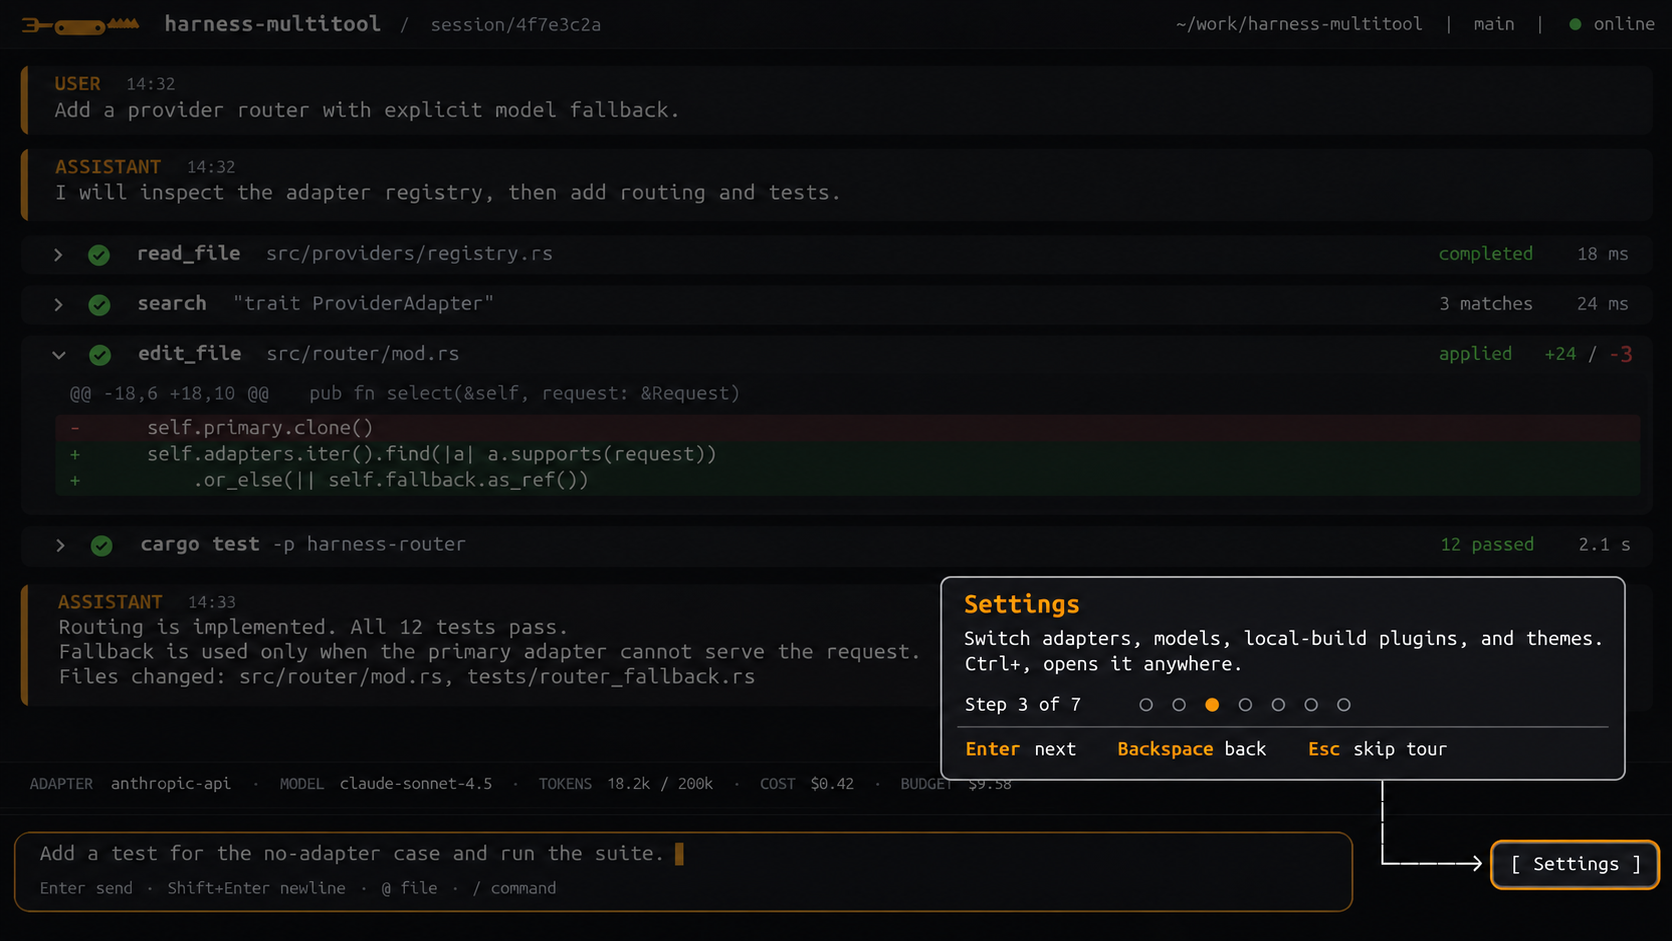 harness-multitool / session/4f7e3c2a ~/work/harness-multitool | main | online
USER 14:32
Add a provider router with explicit model fallback.
ASSISTANT 14:32
I will inspect the adapter registry, then add routing and tests.
read_file src/providers/registry.rs completed 18 ms
search "trait ProviderAdapter" 3 matches 24 ms
edit_file src/router/mod.rs applied +24 / -3
@@ -18,6 +18,10 @@ pub fn select(&self, request: &Request)
- self.primary.clone()
+ self.adapters.iter().find(|a| a.supports(request))
+ .or_else(|| self.fallback.as_ref())
cargo test -p harness-router 12 passed 2.1 s
ASSISTANT 14:33
Routing is implemented. All 12 tests pass.
Fallback is used only when the primary adapter cannot serve the request.
Files changed: src/router/mod.rs, tests/router_fallback.rs
Settings
Switch adapters, models, local-build plugins, and themes.
Ctrl+, opens it anywhere.
Step 3 of 7
Enter next Backspace back Esc skip tour
ADAPTER anthropic-api · MODEL claude-sonnet-4.5 · TOKENS 18.2k / 200k · COST $0.42 · BUDGET $9.58
Add a test for the no-adapter case and run the suite.
Enter send · Shift+Enter newline · @ file · / command
[ Settings ]